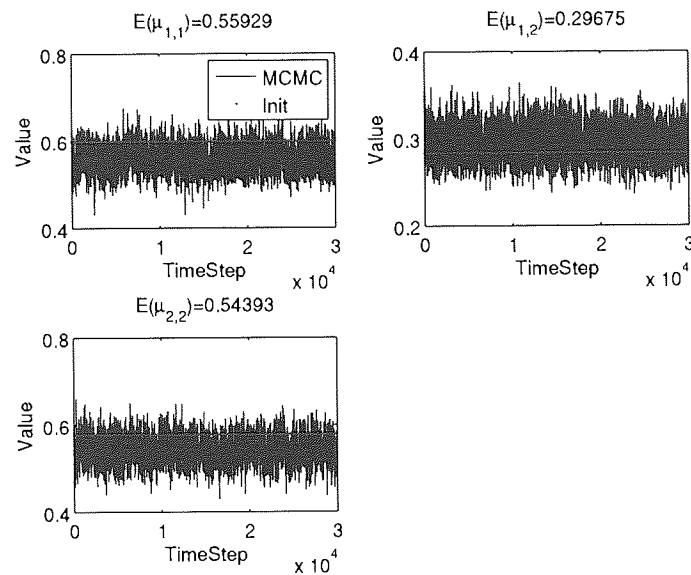 E(μ1,1)=0.55929
0.8
0.6
0.4
Value
MCMC
Init
0 1 2 3
TimeStep
x 10^4
E(μ1,2)=0.29675
0.4
0.3
0.2
Value
0 1 2 3
TimeStep
x 10^4
E(μ2,2)=0.54393
0.8
0.6
0.4
Value
0 1 2 3
TimeStep
x 10^4